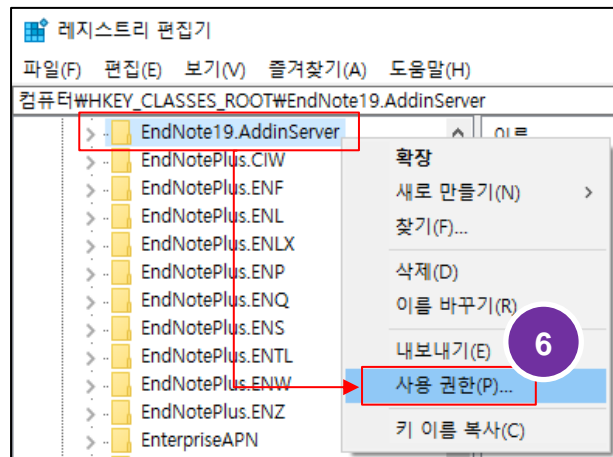 레지스트리 편집기
파일(F) 편집(E) 보기(V) 즐겨찾기(A) 도움말(H)
컴퓨터₩HKEY_CLASSES_ROOT₩EndNote19.AddinServer
EndNote19.AddinServer
EndNotePlus.CIW
EndNotePlus.ENF
EndNotePlus.ENL
EndNotePlus.ENLX
EndNotePlus.ENP
EndNotePlus.ENQ
EndNotePlus.ENS
EndNotePlus.ENTL
EndNotePlus.ENW
EndNotePlus.ENZ
EnterpriseAPN
이름
확장
새로 만들기(N)
찾기(F)...
삭제(D)
이름 바꾸기(R)
내보내기(E)
6
사용 권한(P)...
키 이름 복사(C)